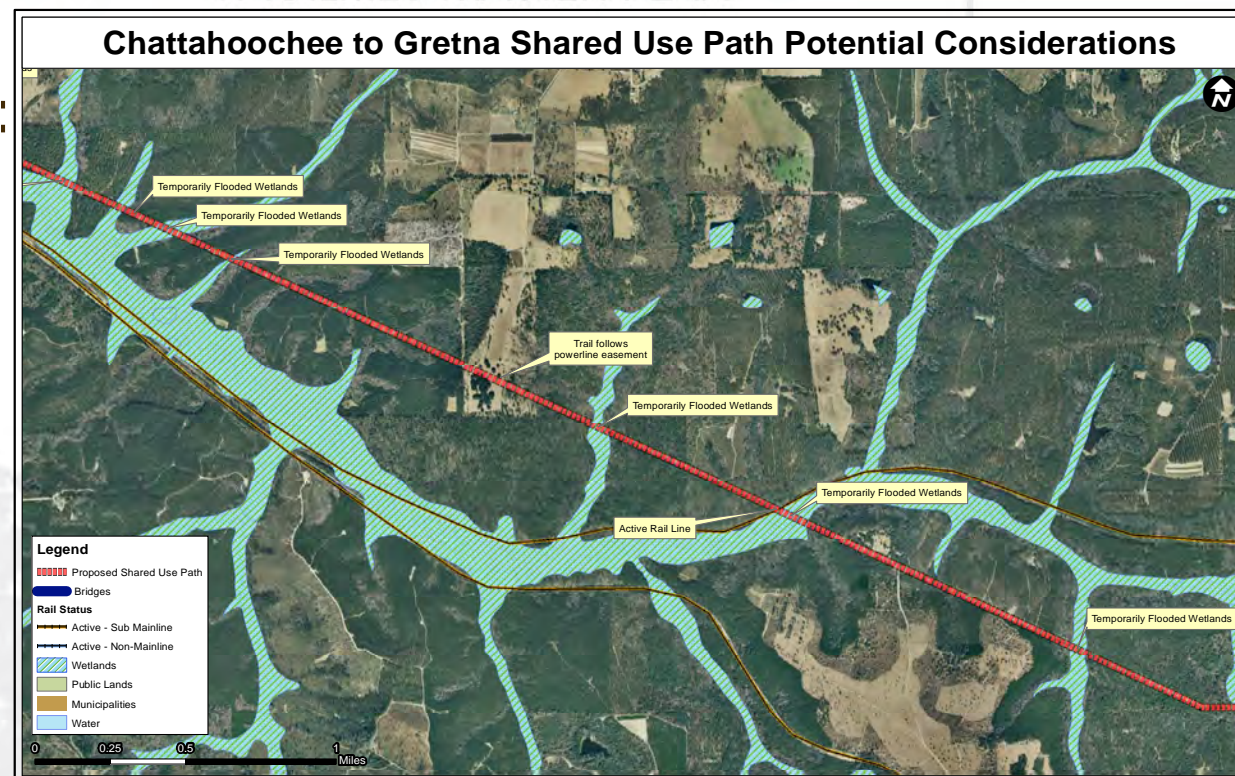 Chattahoochee to Gretna Shared Use Path Potential Considerations
N
Temporarily Flooded Wetlands
Temporarily Flooded Wetlands
Temporarily Flooded Wetlands
Trail follows
powerline easement
Temporarily Flooded Wetlands
Temporarily Flooded Wetlands
Active Rail Line
Temporarily Flooded Wetlands
Legend
Proposed Shared Use Path
Bridges
Rail Status
Active - Sub Mainline
Active - Non-Mainline
Wetlands
Public Lands
Municipalities
Water
0 0.25 0.5 1
Miles